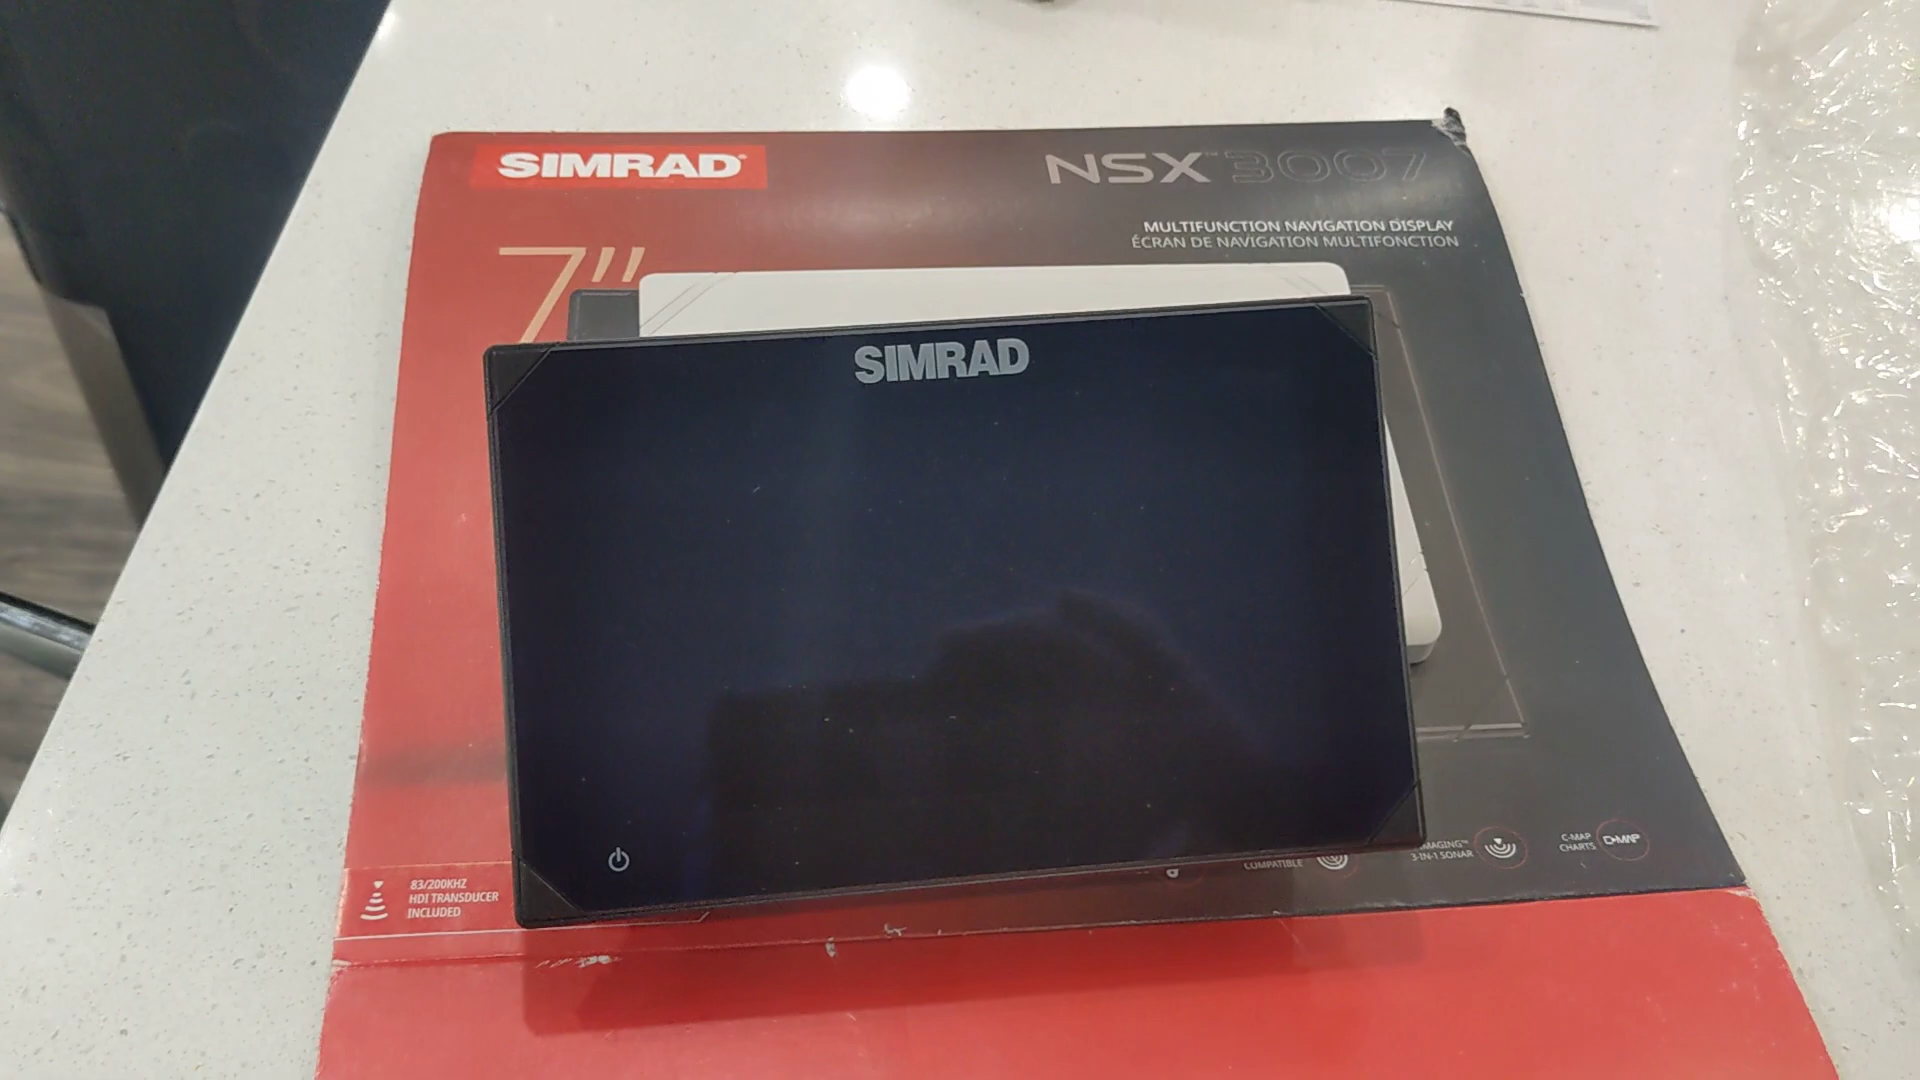 SIMRAD®
NSX™ 3007
MULTIFUNCTION NAVIGATION DISPLAY
ÉCRAN DE NAVIGATION MULTIFONCTION
7"
SIMRAD
83/200KHZ
HDI TRANSDUCER
INCLUDED
COMPATIBLE
3-IN-1 SONAR
C-MAP
CHARTS
C-MAP